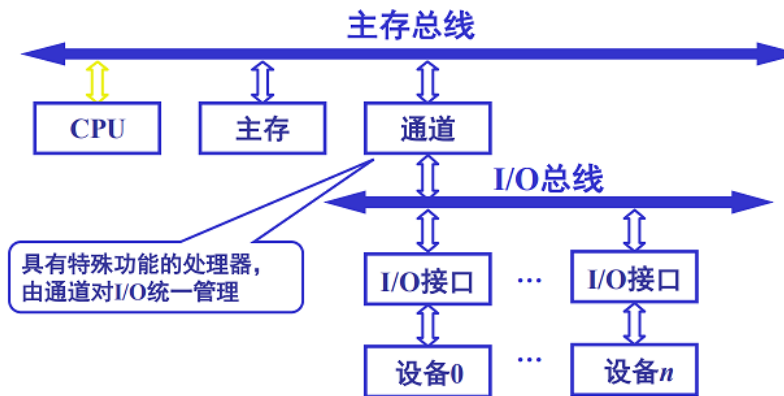 主存总线
CPU
主存
通道
I/O总线
具有特殊功能的处理器,
由通道对I/O统一管理
I/O接口
...
I/O接口
设备0
...
设备n